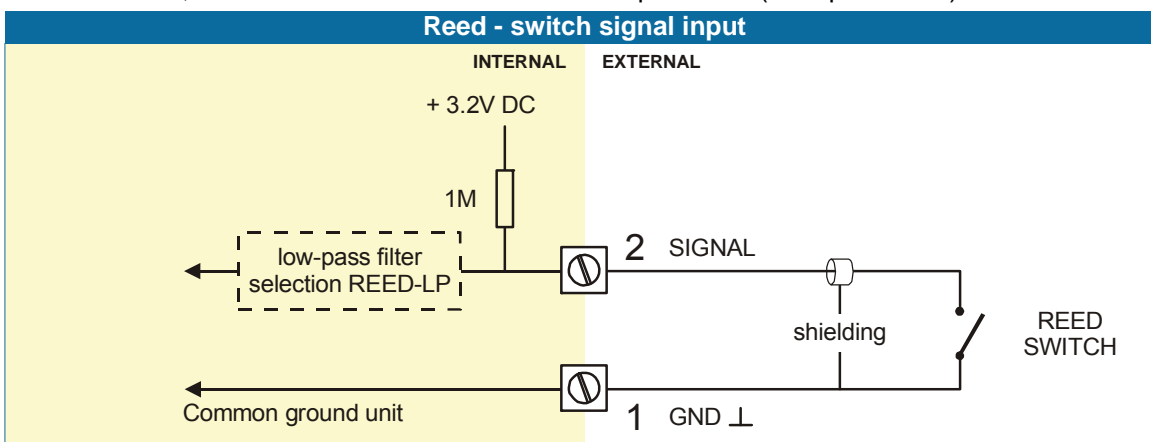 Reed - switch signal input
INTERNAL EXTERNAL
+ 3.2V DC
1M
low-pass filter
selection REED-LP
2 SIGNAL
shielding
REED
SWITCH
Common ground unit
1 GND